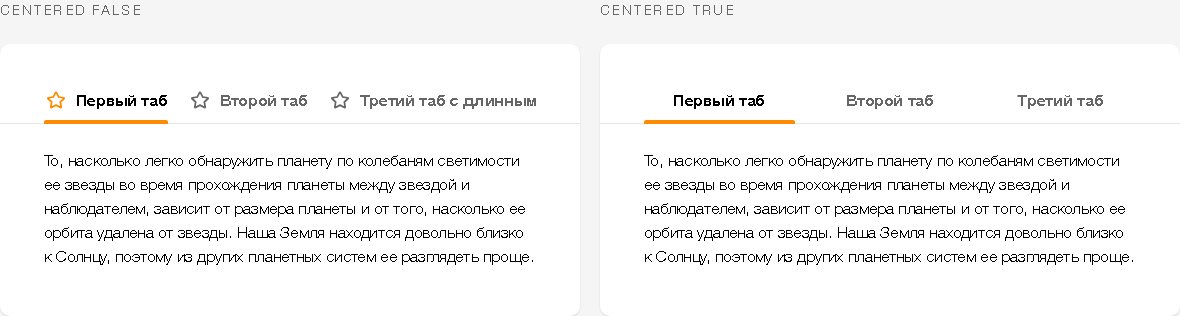 CENTERED FALSE
Первый таб Второй таб Третий таб с длинным
То, насколько легко обнаружить планету по колебаням светимости
ее звезды во время прохождения планеты между звездой и
наблюдателем, зависит от размера планеты и от того, насколько ее
орбита удалена от звезды. Наша Земля находится довольно близко
к Солнцу, поэтому из других планетных систем ее разглядеть проще.
CENTERED TRUE
Первый таб Второй таб Третий таб
То, насколько легко обнаружить планету по колебаням светимости
ее звезды во время прохождения планеты между звездой и
наблюдателем, зависит от размера планеты и от того, насколько ее
орбита удалена от звезды. Наша Земля находится довольно близко
к Солнцу, поэтому из других планетных систем ее разглядеть проще.